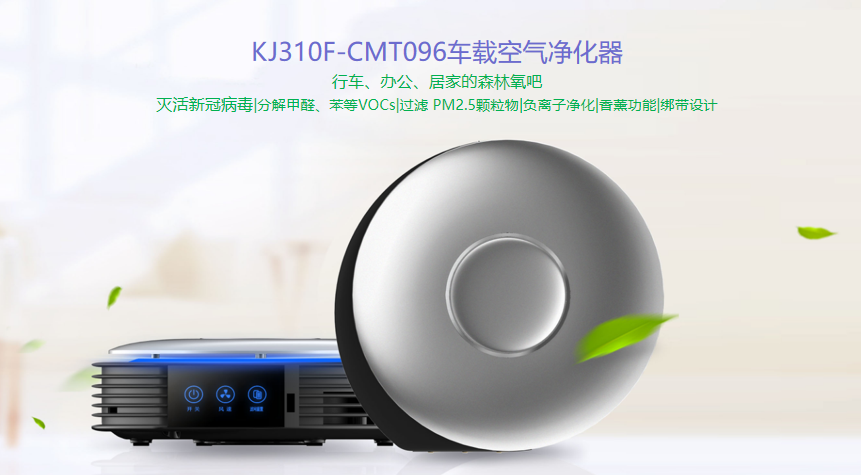 KJ310F-CMT096车载空气净化器
行车、办公、居家的森林氧吧
灭活新冠病毒|分解甲醛、苯等VOCs|过滤 PM2.5颗粒物|负离子净化|香薰功能|绑带设计